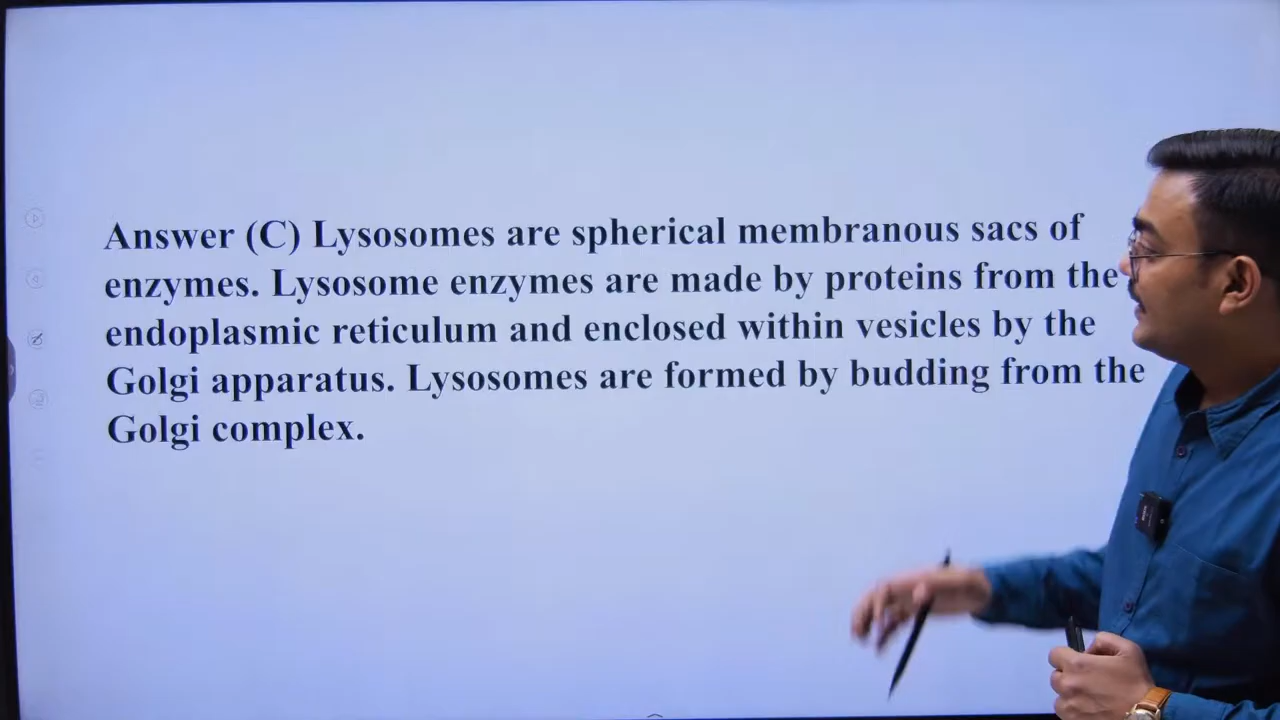 Answer (C) Lysosomes are spherical membranous sacs of
enzymes. Lysosome enzymes are made by proteins from the
endoplasmic reticulum and enclosed within vesicles by the
Golgi apparatus. Lysosomes are formed by budding from the
Golgi complex.